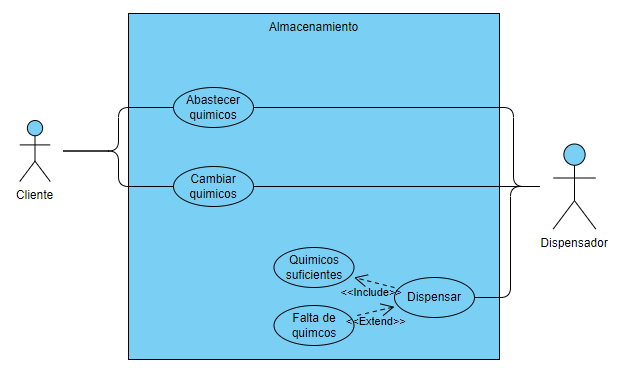 Almacenamiento
Abastecer
quimicos
Cliente
Cambiar
quimicos
Dispensador
Quimicos
suficientes
<<Include>>
Dispensar
Falta de
quimcos
<<Extend>>